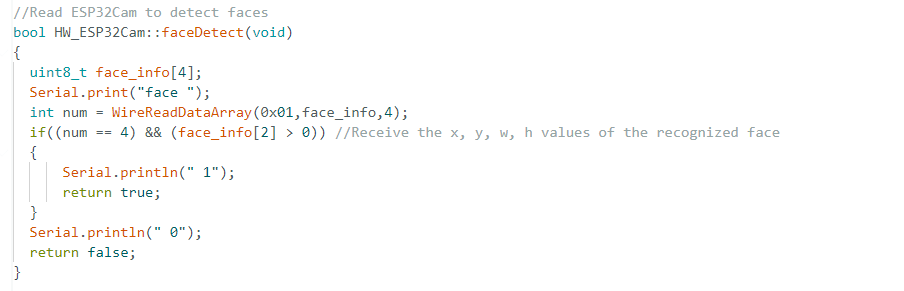 //Read ESP32Cam to detect faces
bool HW_ESP32Cam::faceDetect(void)
{
  uint8_t face_info[4];
  Serial.print("face ");
  int num = WireReadDataArray(0x01,face_info,4);
  if((num == 4) && (face_info[2] > 0)) //Receive the x, y, w, h values of the recognized face
  {
      Serial.println(" 1");
      return true;
  }
  Serial.println(" 0");
  return false;
}